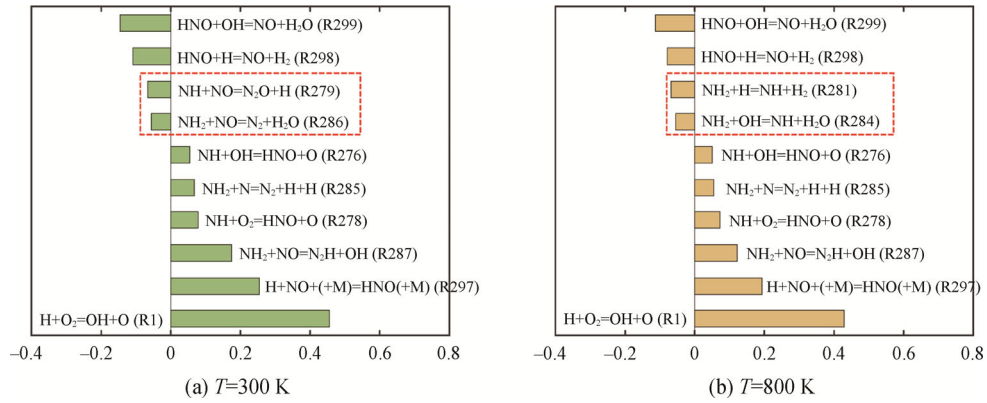 HNO+OH=NO+H₂O (R299)
HNO+H=NO+H₂ (R298)
NH+NO=N₂O+H (R279)
NH₂+NO=N₂+H₂O (R286)
NH+OH=HNO+O (R276)
NH₂+N=N₂+H+H (R285)
NH+O₂=HNO+O (R278)
NH₂+NO=N₂H+OH (R287)
H+NO+(+M)=HNO(+M) (R297)
H+O₂=OH+O (R1)
−0.4 −0.2 0 0.2 0.4 0.6 0.8
(a) T=300 K
HNO+OH=NO+H₂O (R299)
HNO+H=NO+H₂ (R298)
NH₂+H=NH+H₂ (R281)
NH₂+OH=NH+H₂O (R284)
NH+OH=HNO+O (R276)
NH₂+N=N₂+H+H (R285)
NH+O₂=HNO+O (R278)
NH₂+NO=N₂H+OH (R287)
H+NO+(+M)=HNO(+M) (R297)
H+O₂=OH+O (R1)
−0.4 −0.2 0 0.2 0.4 0.6 0.8
(b) T=800 K